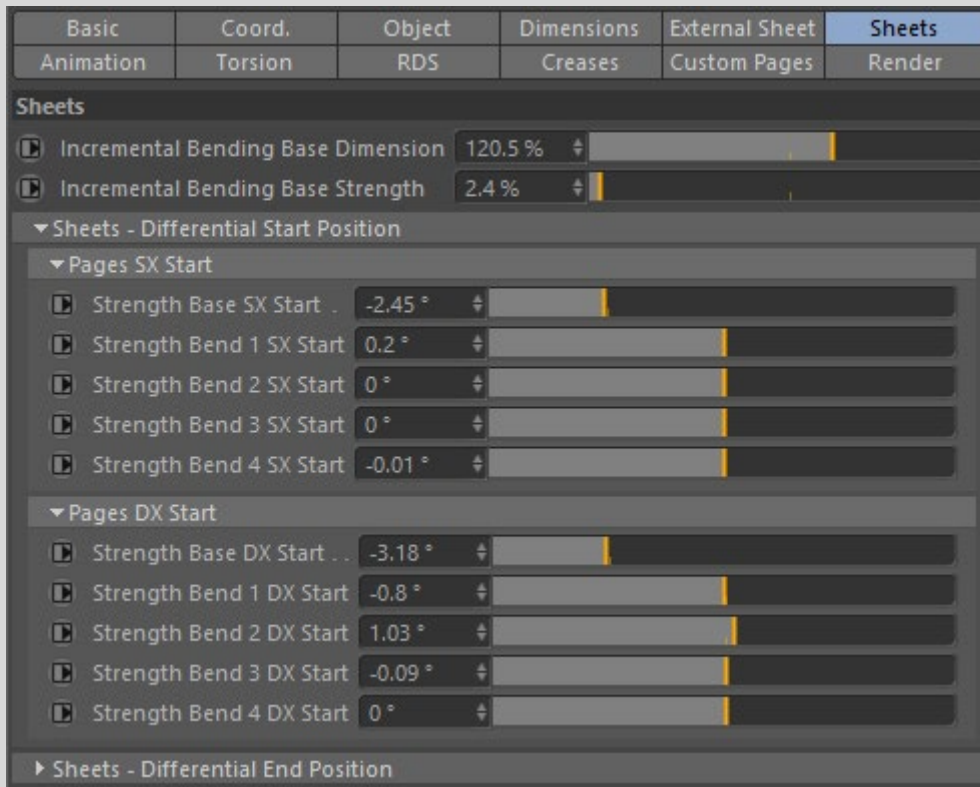 Basic Coord. Object Dimensions External Sheet Sheets
Animation Torsion RDS Creases Custom Pages Render
Sheets
Incremental Bending Base Dimension 120.5 %
Incremental Bending Base Strength 2.4 %
Sheets - Differential Start Position
Pages SX Start
Strength Base SX Start . -2.45 °
Strength Bend 1 SX Start 0.2 °
Strength Bend 2 SX Start 0 °
Strength Bend 3 SX Start 0 °
Strength Bend 4 SX Start -0.01 °
Pages DX Start
Strength Base DX Start . . -3.18 °
Strength Bend 1 DX Start -0.8 °
Strength Bend 2 DX Start 1.03 °
Strength Bend 3 DX Start -0.09 °
Strength Bend 4 DX Start 0 °
Sheets - Differential End Position